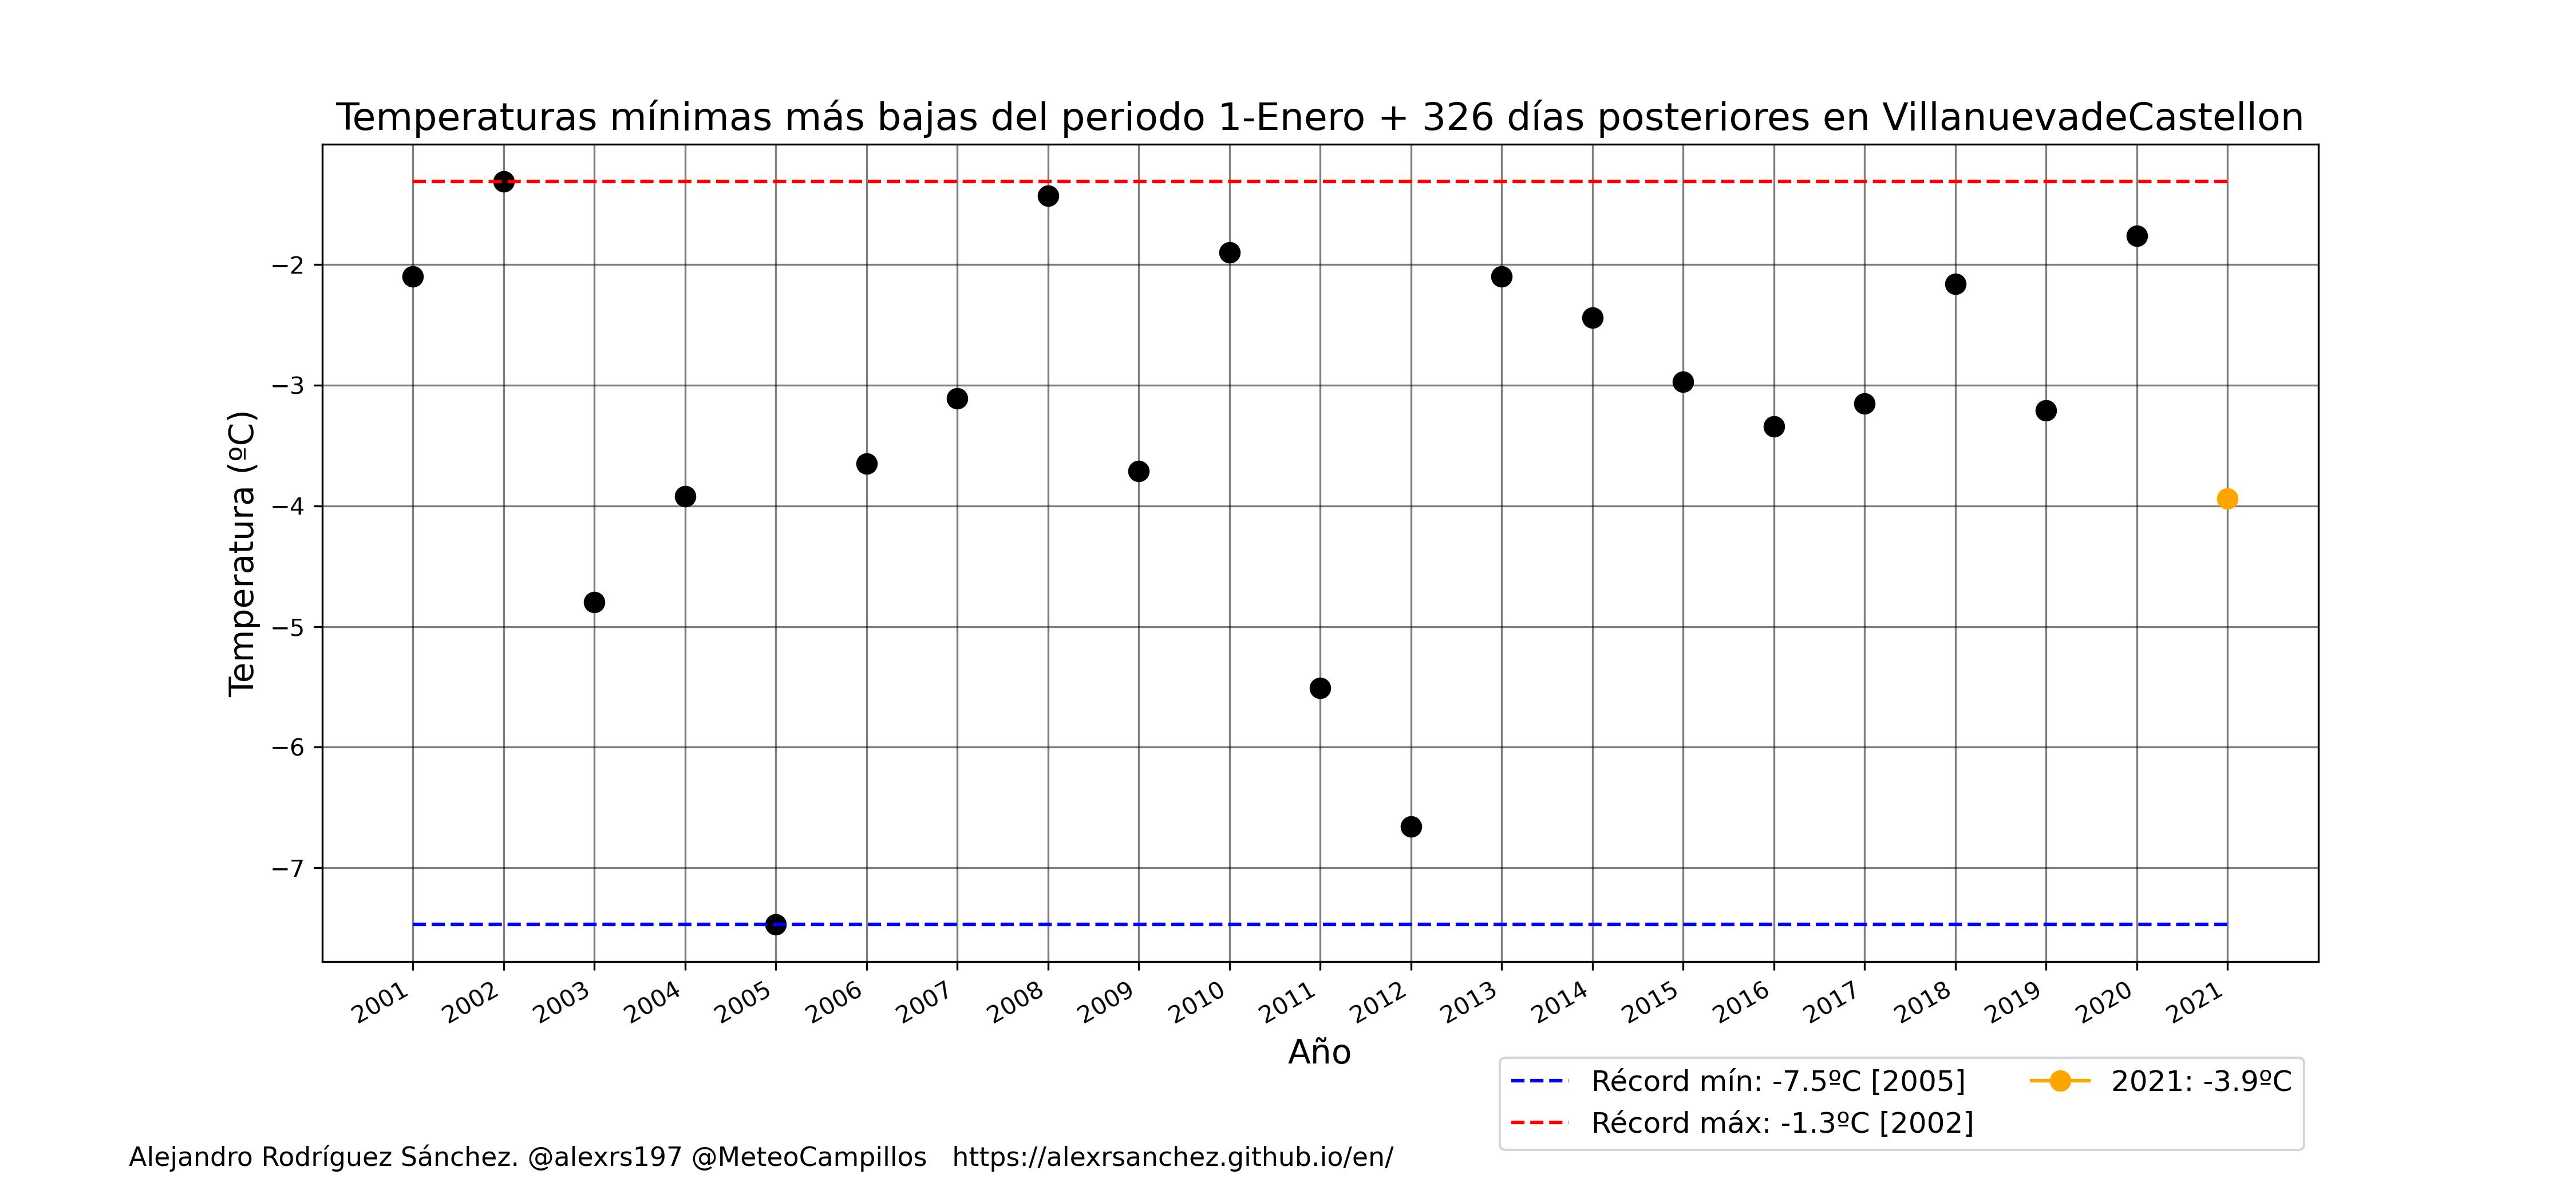 Temperaturas mínimas más bajas del periodo 1-Enero + 326 días posteriores en VillanuevadeCastellon
Temperatura (ºC)
−2
−3
−4
−5
−6
−7
2001 2002 2003 2004 2005 2006 2007 2008 2009 2010 2011 2012 2013 2014 2015 2016 2017 2018 2019 2020 2021
Año
Récord mín: -7.5ºC [2005]
Récord máx: -1.3ºC [2002]
2021: -3.9ºC
Alejandro Rodríguez Sánchez. @alexrs197 @MeteoCampillos https://alexrsanchez.github.io/en/